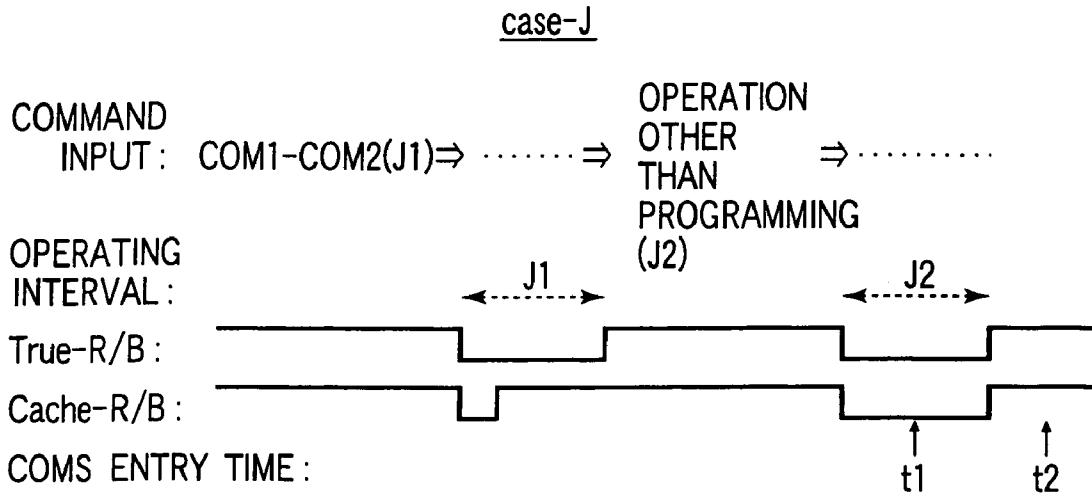 case-J
COMMAND INPUT : COM1-COM2(J1)⇒ ······· ⇒ OPERATION OTHER THAN PROGRAMMING (J2) ⇒ ·········
OPERATING INTERVAL :
J1
J2
True-R/B :
Cache-R/B :
COMS ENTRY TIME :
t1
t2